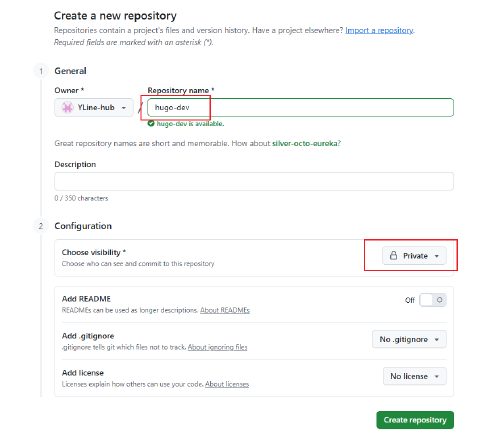 Create a new repository
Repositories contain a project's files and version history. Have a project elsewhere? Import a repository.
Required fields are marked with an asterisk (*).
1 General
Owner * Repository name *
YLine-hub / hugo-dev
hugo-dev is available.
Great repository names are short and memorable. How about silver-octo-eureka?
Description
0 / 350 characters
2 Configuration
Choose visibility * Private
Choose who can see and commit to this repository
Add README Off
READMEs can be used as longer descriptions. About READMEs
Add .gitignore No .gitignore
.gitignore tells git which files not to track. About ignoring files
Add license No license
Licenses explain how others can use your code. About licenses
Create repository